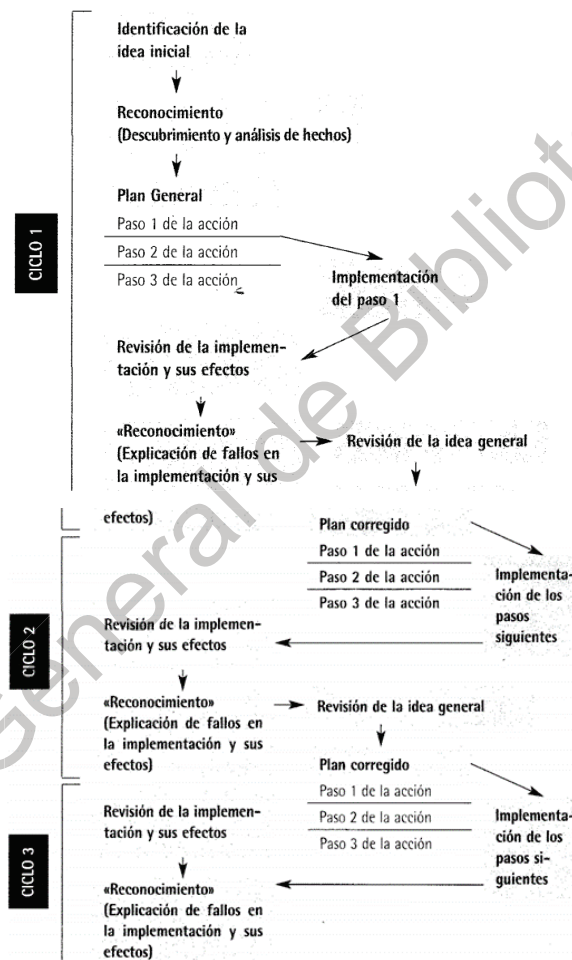 Identificación de la
idea inicial
Reconocimiento
(Descubrimiento y análisis de hechos)
Plan General
Paso 1 de la acción
Paso 2 de la acción
Paso 3 de la acción
CICLO 1
Implementación
del paso 1
Revisión de la implemen-
tación y sus efectos
«Reconocimiento»
(Explicación de fallos en
la implementación y sus
Revisión de la idea general
efectos)
Plan corregido
Paso 1 de la acción
Paso 2 de la acción
Paso 3 de la acción
Implementa-
ción de los
pasos
siguientes
CICLO 2
Revisión de la implemen-
tación y sus efectos
«Reconocimiento»
(Explicación de fallos en
la implementación y sus
efectos)
Revisión de la idea general
Plan corregido
Paso 1 de la acción
Paso 2 de la acción
Paso 3 de la acción
Implementa-
ción de los
pasos si-
guientes
CICLO 3
Revisión de la implemen-
tación y sus efectos
«Reconocimiento»
(Explicación de fallos en
la implementación y sus
efectos)
General de Bibliot